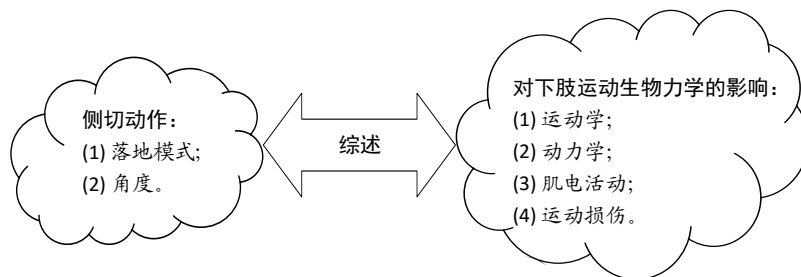 侧切动作：
(1) 落地模式;
(2) 角度。
综述
对下肢运动生物力学的影响：
(1) 运动学;
(2) 动力学;
(3) 肌电活动;
(4) 运动损伤。